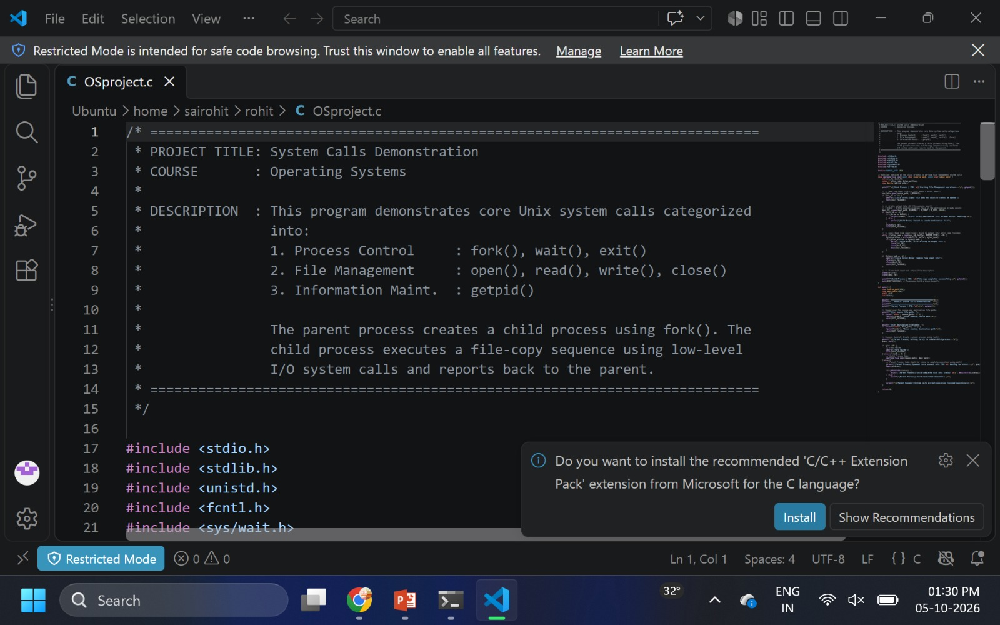 File Edit Selection View ··· Search
Restricted Mode is intended for safe code browsing. Trust this window to enable all features. Manage Learn More
C OSproject.c
Ubuntu > home > sairohit > rohit > C OSproject.c
1 /* ============================================================================
2 * PROJECT TITLE: System Calls Demonstration
3 * COURSE : Operating Systems
4 *
5 * DESCRIPTION : This program demonstrates core Unix system calls categorized
6 * into:
7 * 1. Process Control : fork(), wait(), exit()
8 * 2. File Management : open(), read(), write(), close()
9 * 3. Information Maint. : getpid()
10 *
11 * The parent process creates a child process using fork(). The
12 * child process executes a file-copy sequence using low-level
13 * I/O system calls and reports back to the parent.
14 * ============================================================================
15 */
16
17 #include <stdio.h>
18 #include <stdlib.h>
19 #include <unistd.h>
20 #include <fcntl.h>
21 #include <sys/wait.h>
Do you want to install the recommended 'C/C++ Extension
Pack' extension from Microsoft for the C language?
Install Show Recommendations
Restricted Mode 0 0 Ln 1, Col 1 Spaces: 4 UTF-8 LF { } C
Search
32°
ENG
IN
01:30 PM
05-10-2026